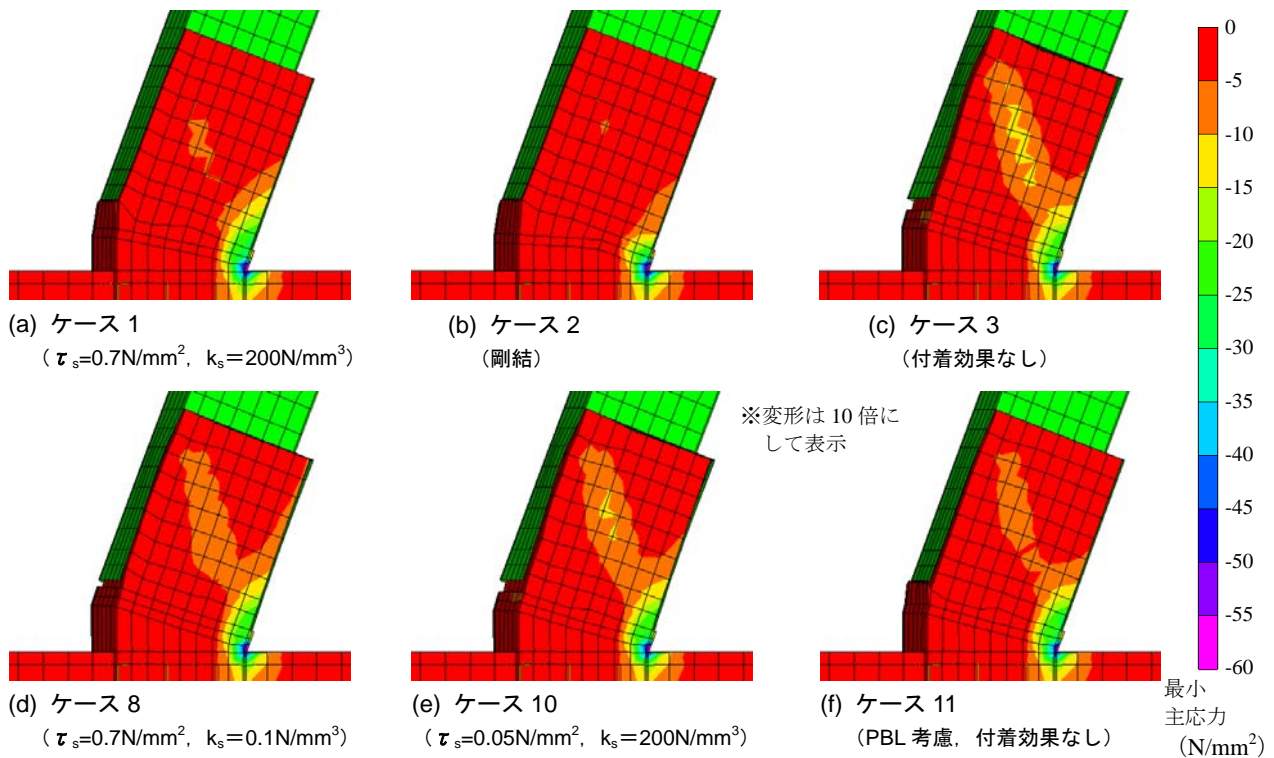 (a) ケース 1
(τs=0.7N/mm², ks=200N/mm³)
(b) ケース 2
(剛結)
(c) ケース 3
(付着効果なし)
※変形は 10 倍に
して表示
(d) ケース 8
(τs=0.7N/mm², ks=0.1N/mm³)
(e) ケース 10
(τs=0.05N/mm², ks=200N/mm³)
(f) ケース 11
(PBL 考慮, 付着効果なし)
0
-5
-10
-15
-20
-25
-30
-35
-40
-45
-50
-55
-60
最小
主応力
(N/mm²)